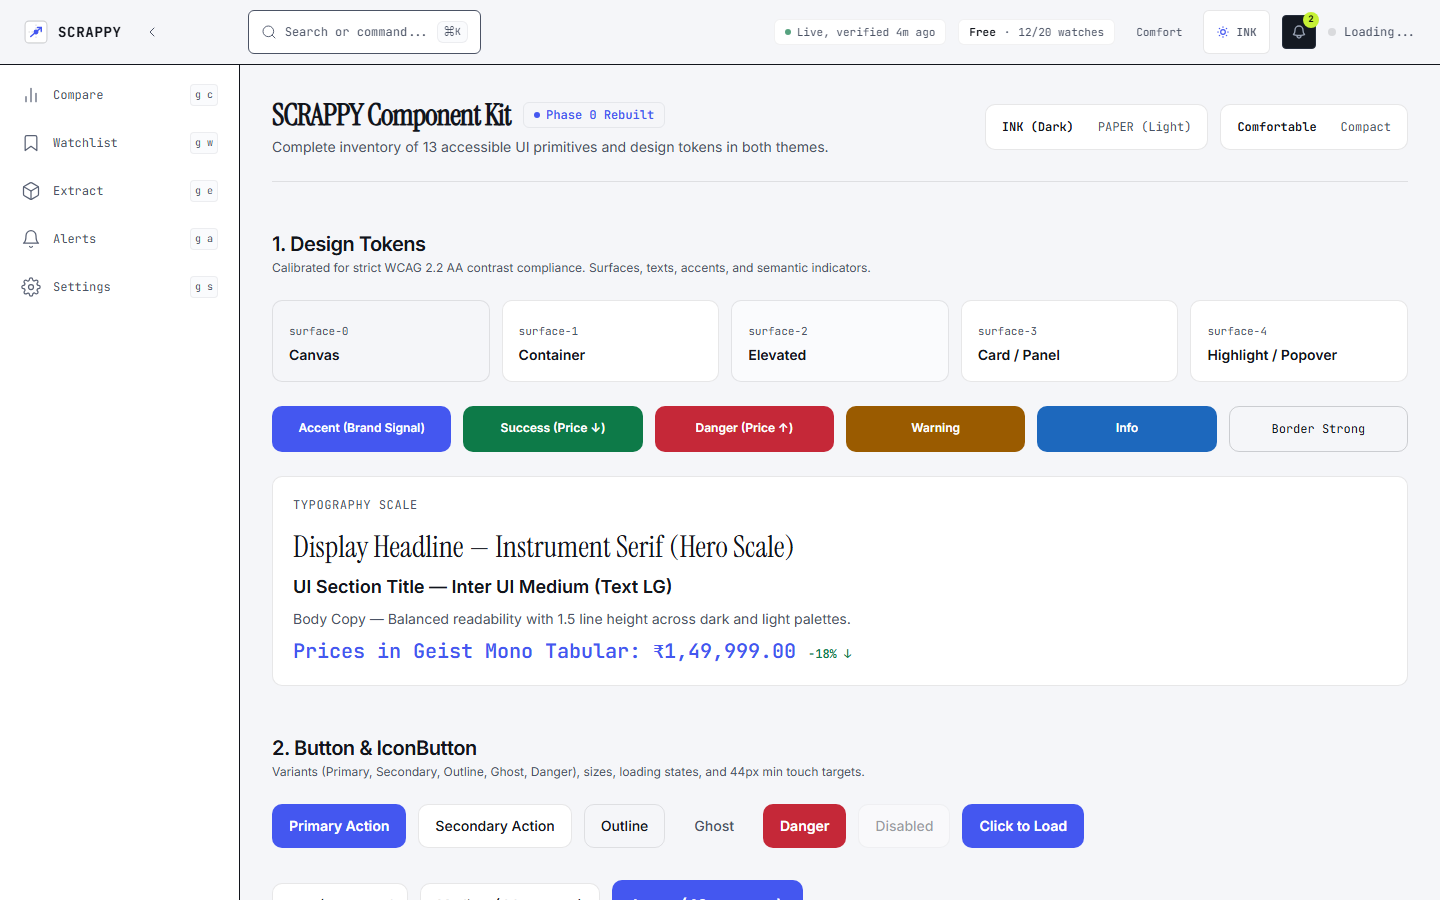 SCRAPPY
Search or command... ⌘K
Live, verified 4m ago
Free · 12/20 watches
Comfort
INK
2
Loading...
Compare g c
Watchlist g w
Extract g e
Alerts g a
Settings g s
SCRAPPY Component Kit
Phase 0 Rebuilt
Complete inventory of 13 accessible UI primitives and design tokens in both themes.
INK (Dark) PAPER (Light)
Comfortable Compact
1. Design Tokens
Calibrated for strict WCAG 2.2 AA contrast compliance. Surfaces, texts, accents, and semantic indicators.
surface-0
Canvas
surface-1
Container
surface-2
Elevated
surface-3
Card / Panel
surface-4
Highlight / Popover
Accent (Brand Signal)
Success (Price ↓)
Danger (Price ↑)
Warning
Info
Border Strong
TYPOGRAPHY SCALE
Display Headline — Instrument Serif (Hero Scale)
UI Section Title — Inter UI Medium (Text LG)
Body Copy — Balanced readability with 1.5 line height across dark and light palettes.
Prices in Geist Mono Tabular: ₹1,49,999.00 -18% ↓
2. Button & IconButton
Variants (Primary, Secondary, Outline, Ghost, Danger), sizes, loading states, and 44px min touch targets.
Primary Action
Secondary Action
Outline
Ghost
Danger
Disabled
Click to Load